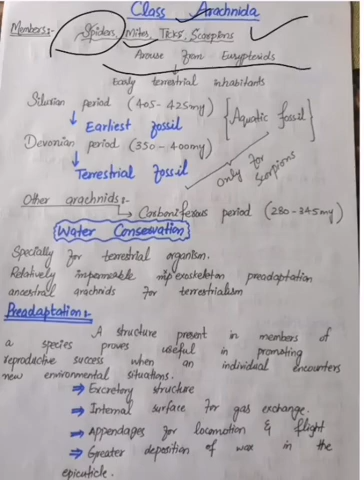 Class Arachnida
Members:- Spiders, Mites, Ticks, Scorpions
Arouse from Eurypterids
Early terrestrial inhabitants
Silurian period (405-425my)
Earliest fossil
{Aquatic fossil}
Devonian period (350-400my)
Terrestrial fossil
only for scorpions
Other arachnids:-
Carboniferous period (280-345my)
Water Conservation
Specially for terrestrial organism.
Relatively impermeable exoskeleton preadaptation
ancestral arachnids for terrestrialism
Preadaptation:-
A structure present in members of
a species proves useful in promoting
reproductive success when an individual encounters
new environmental situations.
⇒ Excretory structure
⇒ Internal surface for gas exchange.
⇒ Appendages for locomotion & flight
⇒ Greater deposition of wax in the
epicuticle.